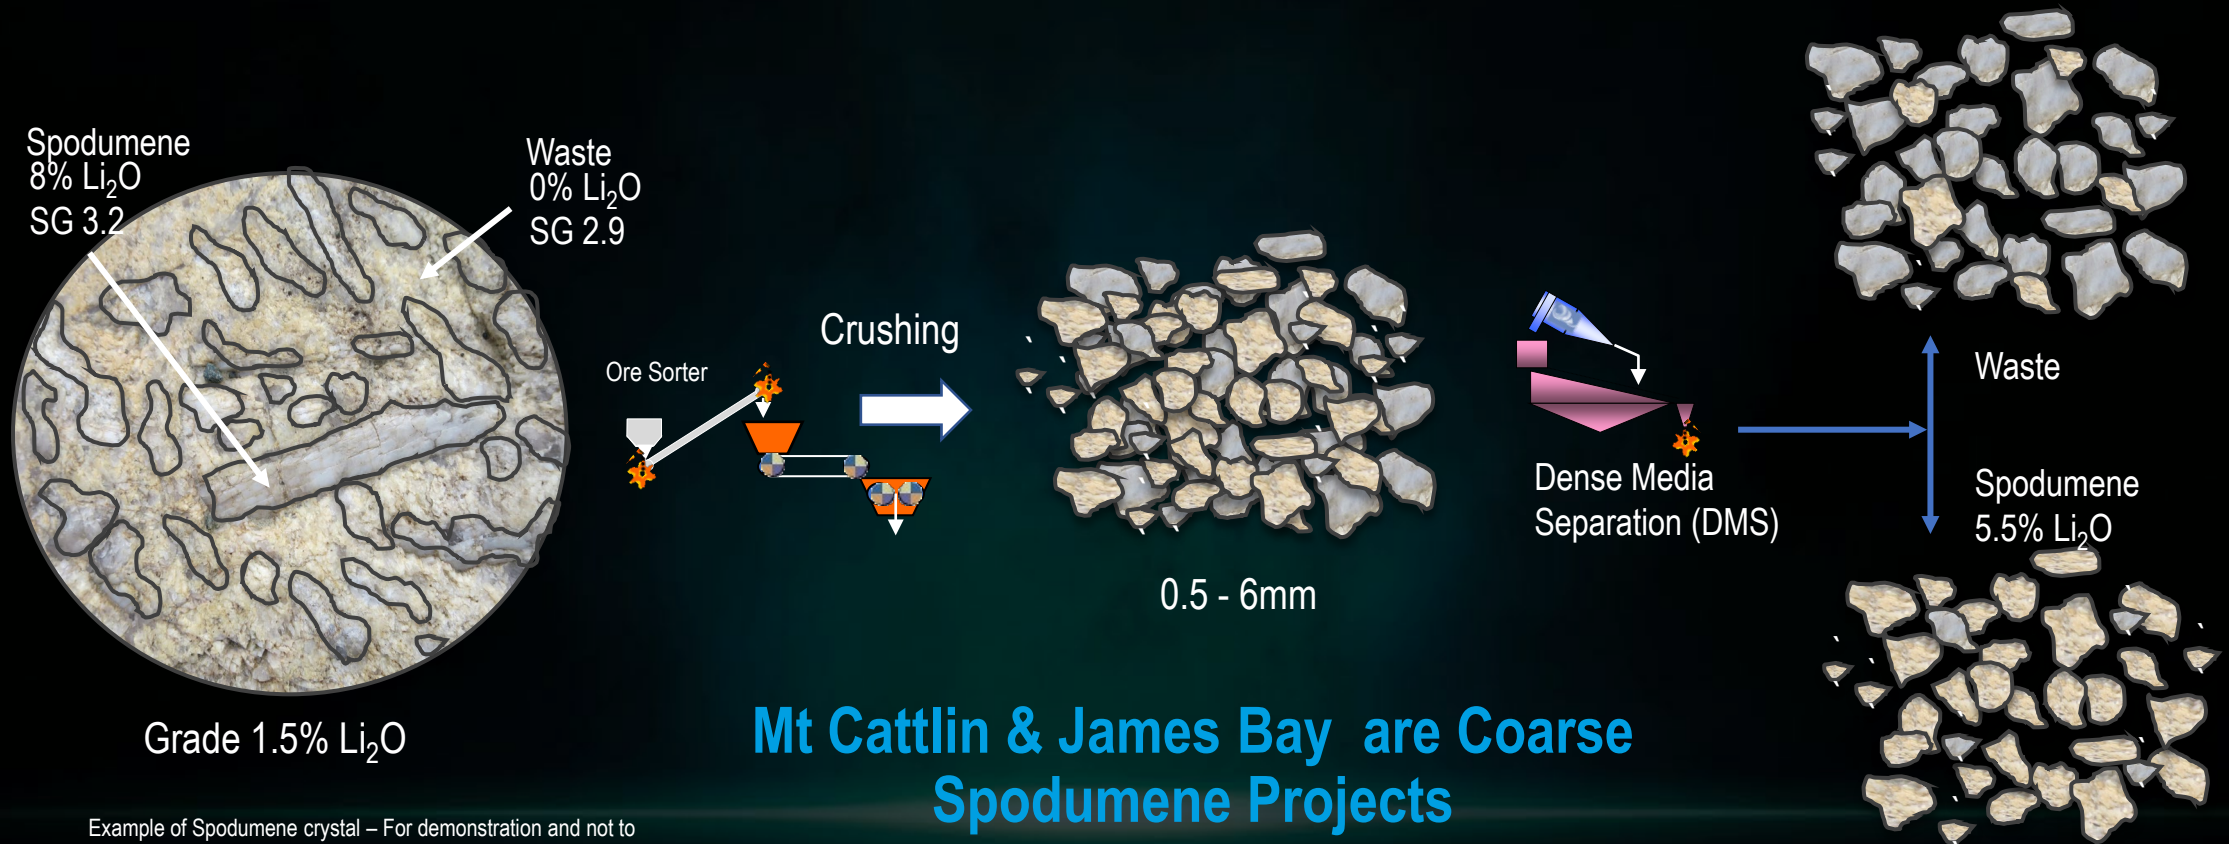 Spodumene
8% Li₂O
SG 3.2
Waste
0% Li₂O
SG 2.9
Grade 1.5% Li₂O
Example of Spodumene crystal – For demonstration and not to
Ore Sorter
Crushing
0.5 - 6mm
Dense Media
Separation (DMS)
Waste
Spodumene
5.5% Li₂O
Mt Cattlin & James Bay  are Coarse
Spodumene Projects